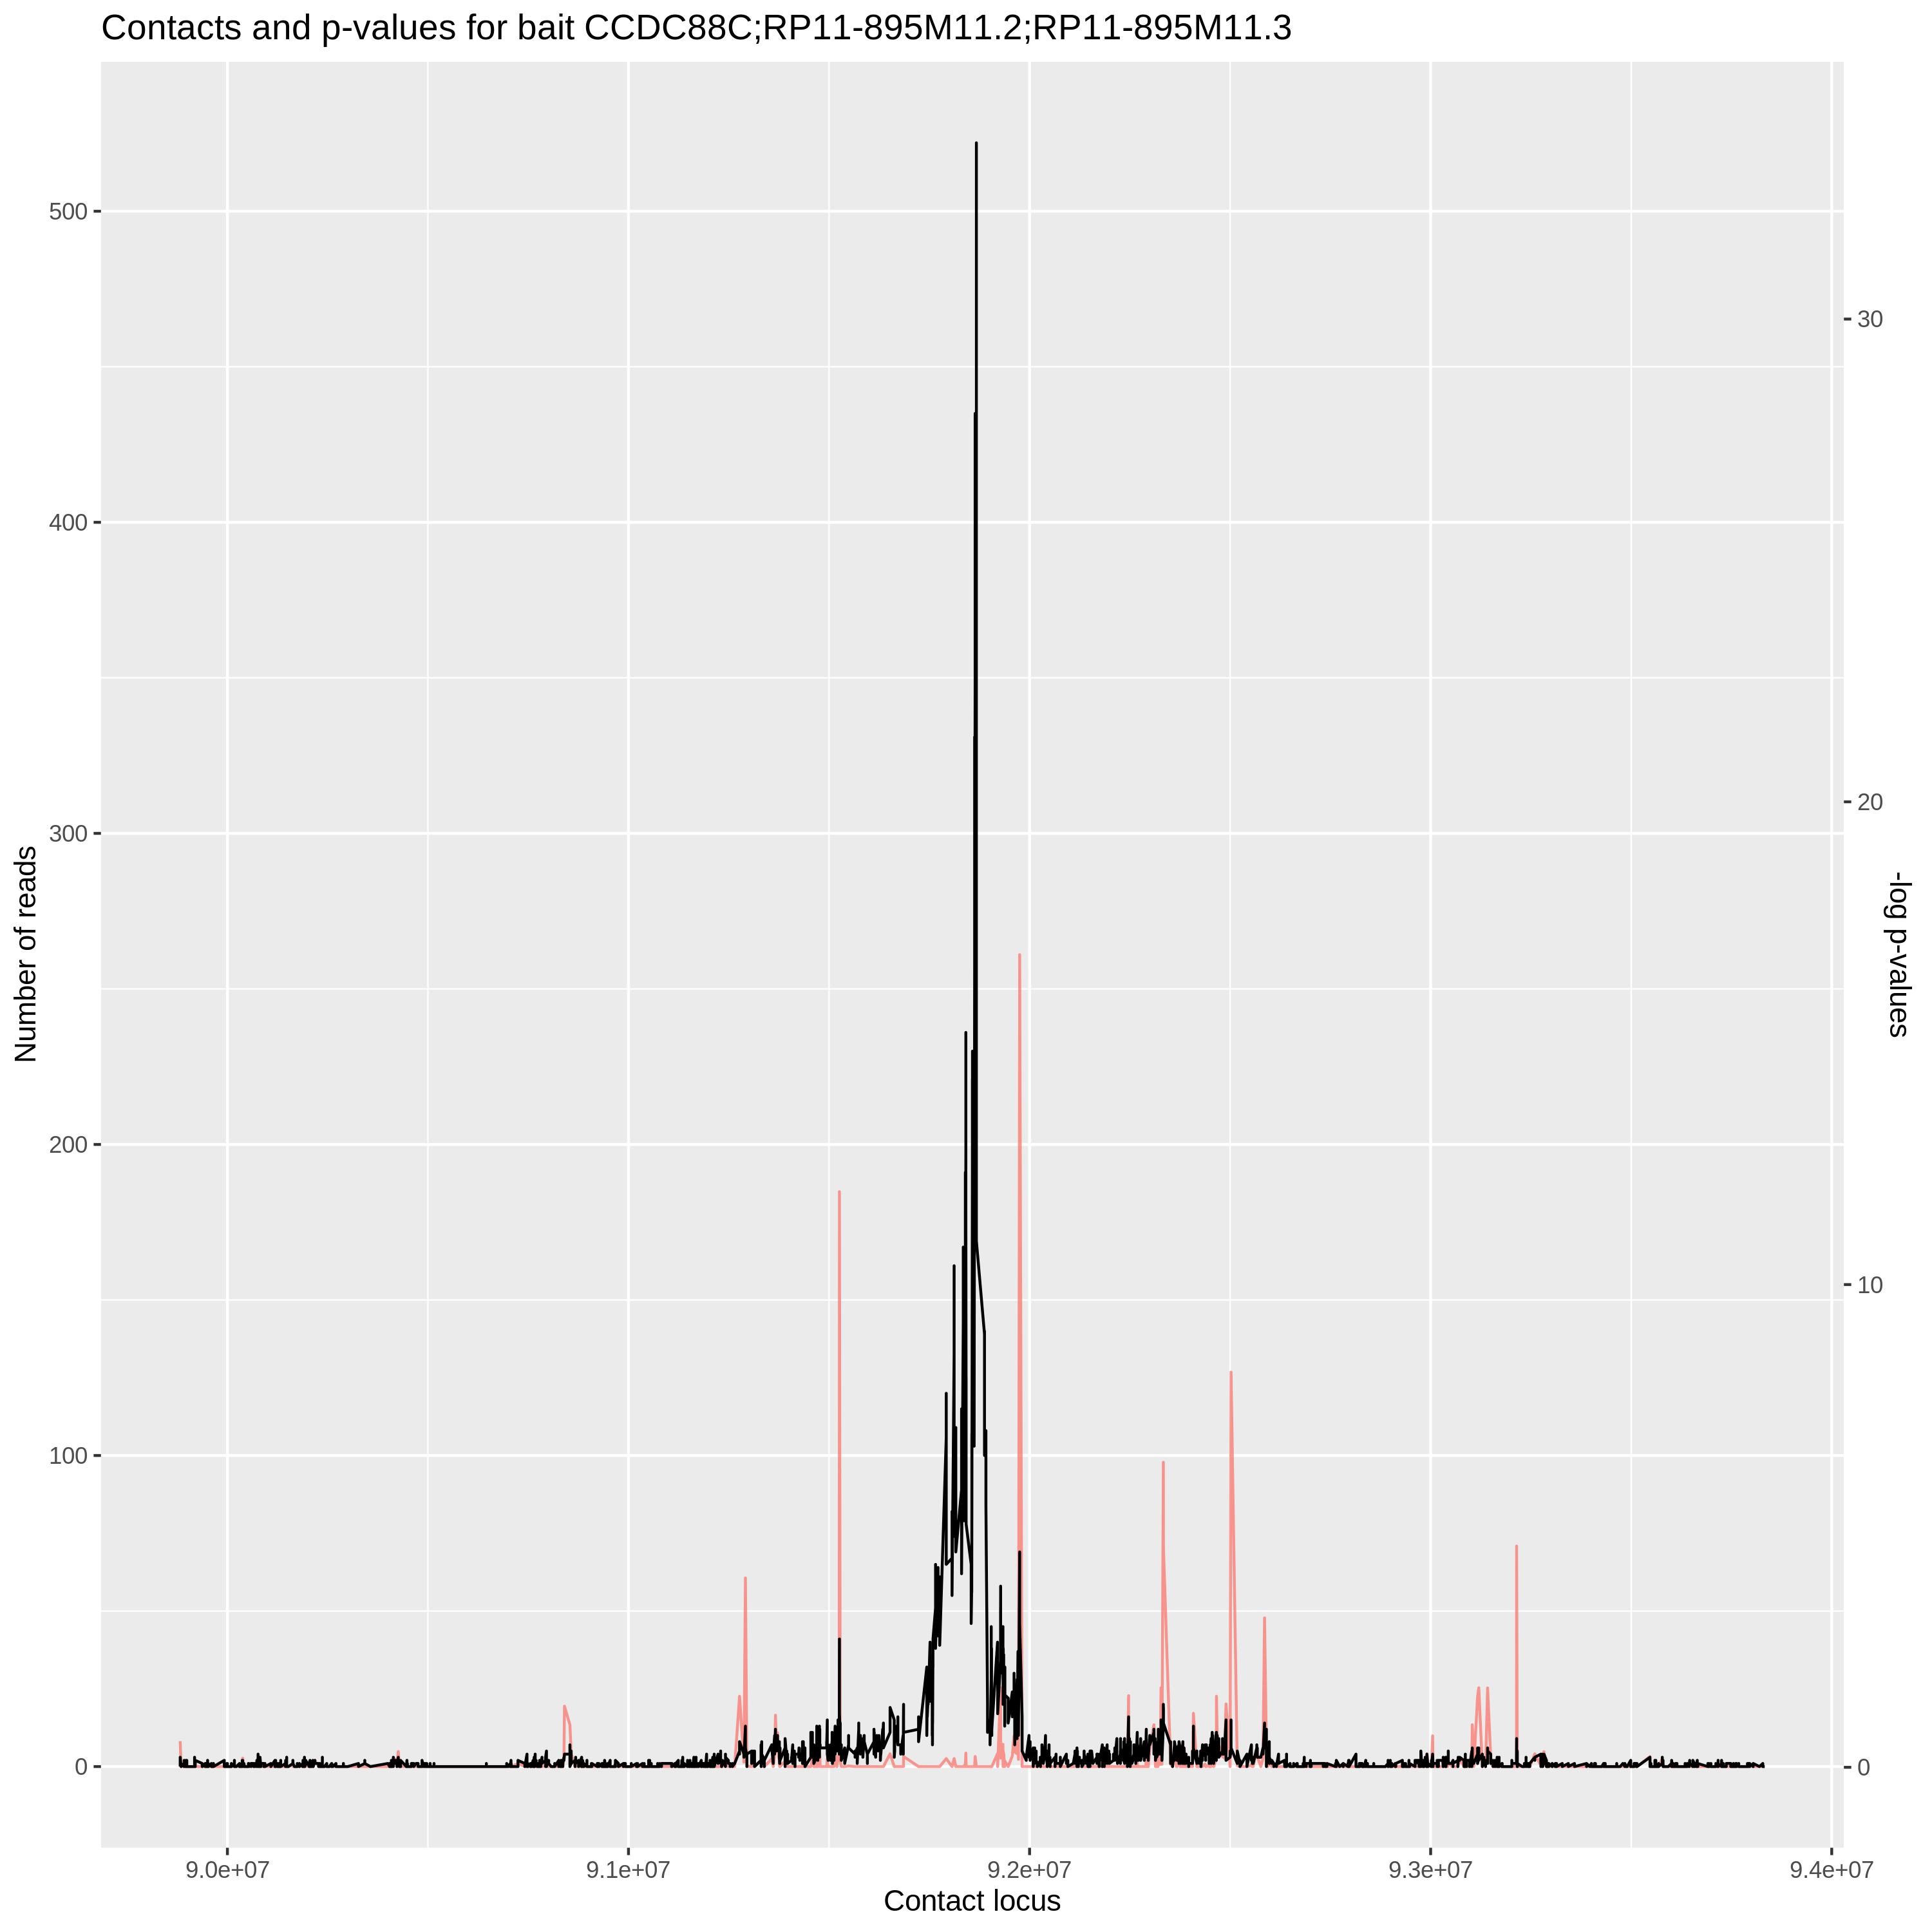 Contacts and p-values for bait CCDC88C;RP11-895M11.2;RP11-895M11.3
500
400
300
200
100
0
Number of reads
30
20
10
0
-log p-values
9.0e+07
9.1e+07
9.2e+07
9.3e+07
9.4e+07
Contact locus